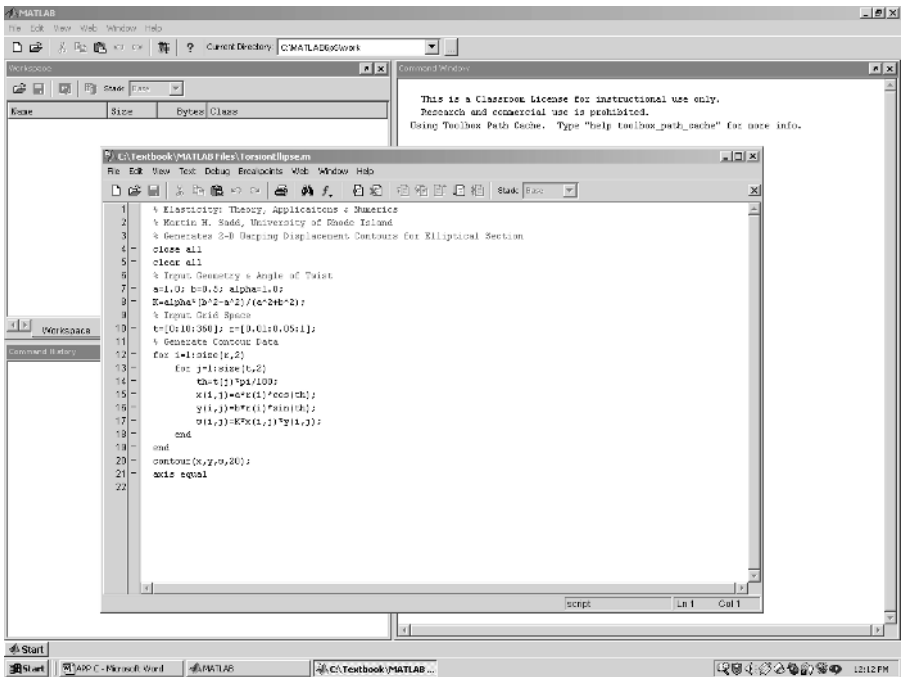 MATLAB
File Edit View Web Window Help
? Current Directory: C:\MATLAB6p5\work
Workspace
Stack: Base
Name Size Bytes Class
Command Window
This is a Classroom License for instructional use only.
Research and commercial use is prohibited.
Using Toolbox Path Cache. Type "help toolbox_path_cache" for more info.
C:\Textbook\MATLAB Files\TorsionEllipse.m
File Edit View Text Debug Breakpoints Web Window Help
Stack: Base
1 % Elasticity: Theory, Applicaitons & Numerics
2 % Martin H. Sadd, University of Rhode Island
3 % Generates 2-D Warping Displacement Contours for Elliptical Section
4 - close all
5 - clear all
6 % Input Geometry & Angle of Twist
7 - a=1.0; b=0.5; alpha=1.0;
8 - K=alpha*(b^2-a^2)/(a^2+b^2);
9 % Input Grid Space
10 - t=[0:10:360]; r=[0.01:0.05:1];
11 % Generate Contour Data
12 - for i=1:size(r,2)
13 - for j=1:size(t,2)
14 - th=t(j)*pi/180;
15 - x(i,j)=a*r(i)*cos(th);
16 - y(i,j)=b*r(i)*sin(th);
17 - w(i,j)=K*x(i,j)*y(i,j);
18 - end
19 - end
20 - contour(x,y,w,20);
21 - axis equal
22
script Ln 1 Col 1
Workspace
Command History
Start
Start APP C - Microsoft Word MATLAB C:\Textbook\MATLAB ... 12:12 PM